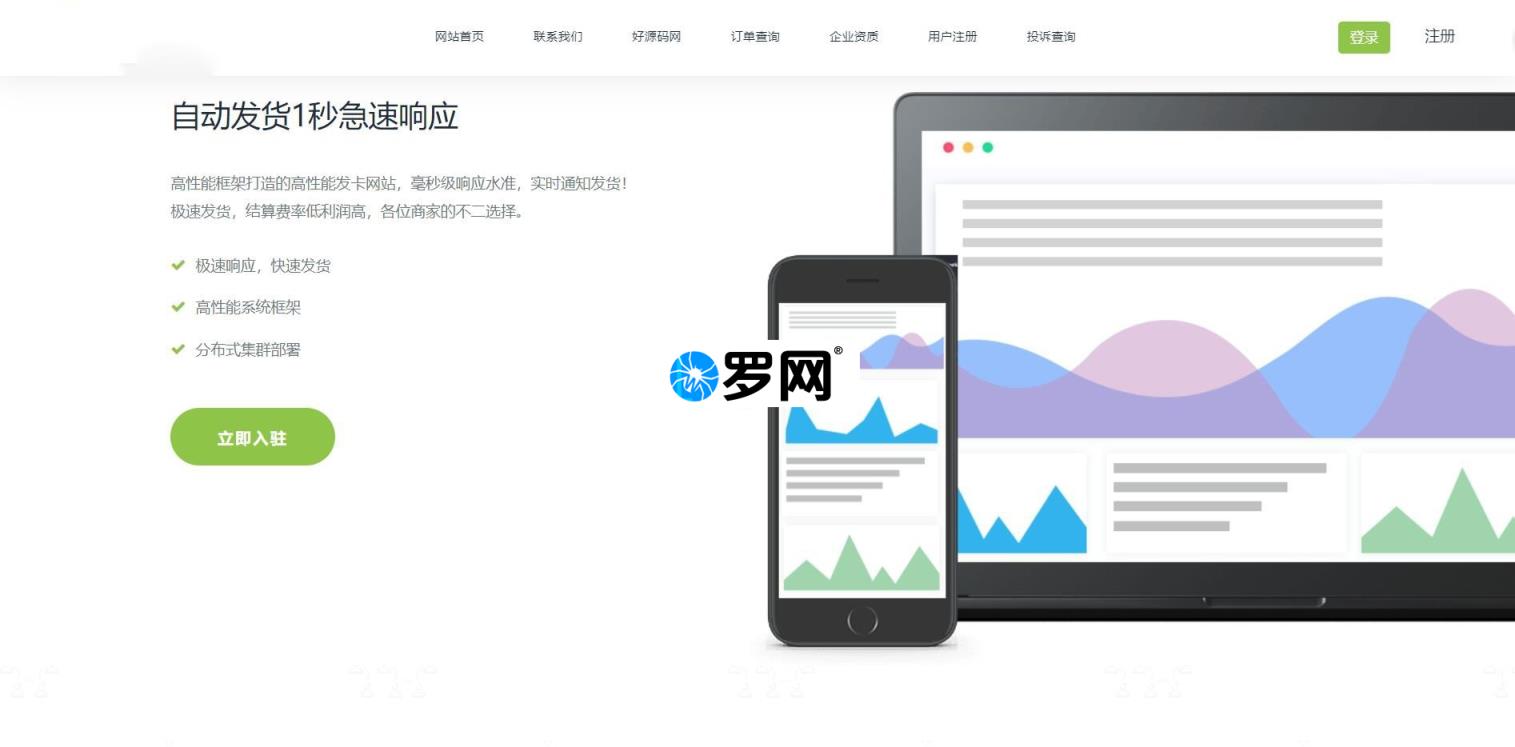 网站首页
联系我们
好源码网
订单查询
企业资质
用户注册
投诉查询
登录
注册
自动发货1秒急速响应
高性能框架打造的高性能发卡网站，毫秒级响应水准，实时通知发货！
极速发货，结算费率低利润高，各位商家的不二选择。
极速响应，快速发货
高性能系统框架
分布式集群部署
罗网®
立即入驻